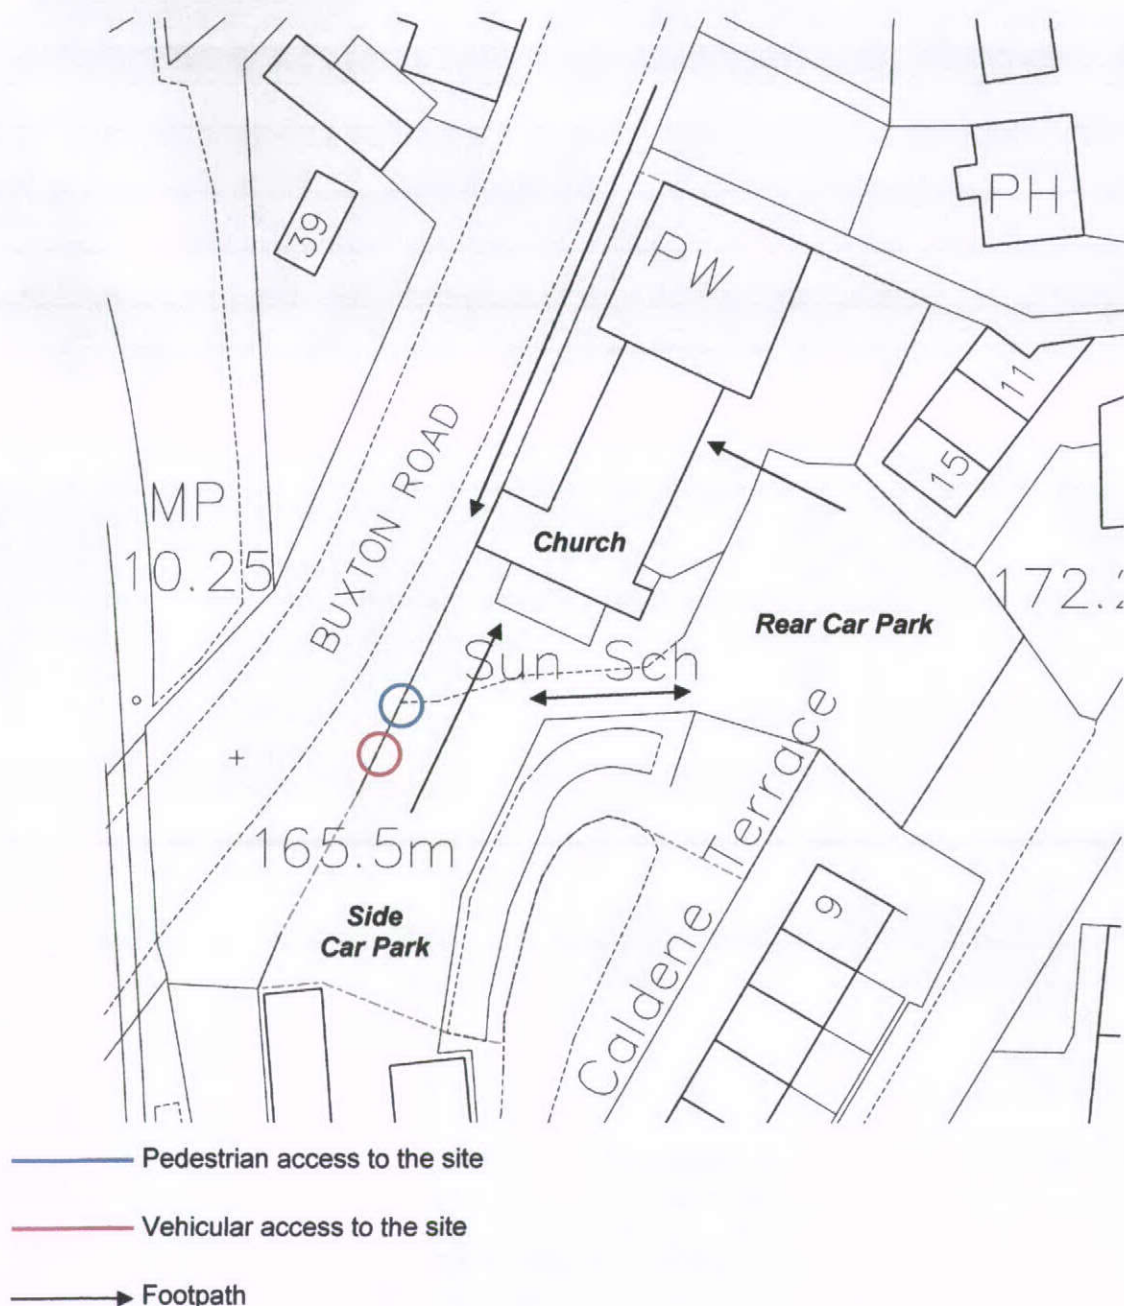 PH
39
PW
11
15
BUXTON ROAD
MP
10.25
Church
172.2
Rear Car Park
Sun Sch
165.5m
Side
Car Park
Caldene Terrace
9
Pedestrian access to the site
Vehicular access to the site
Footpath